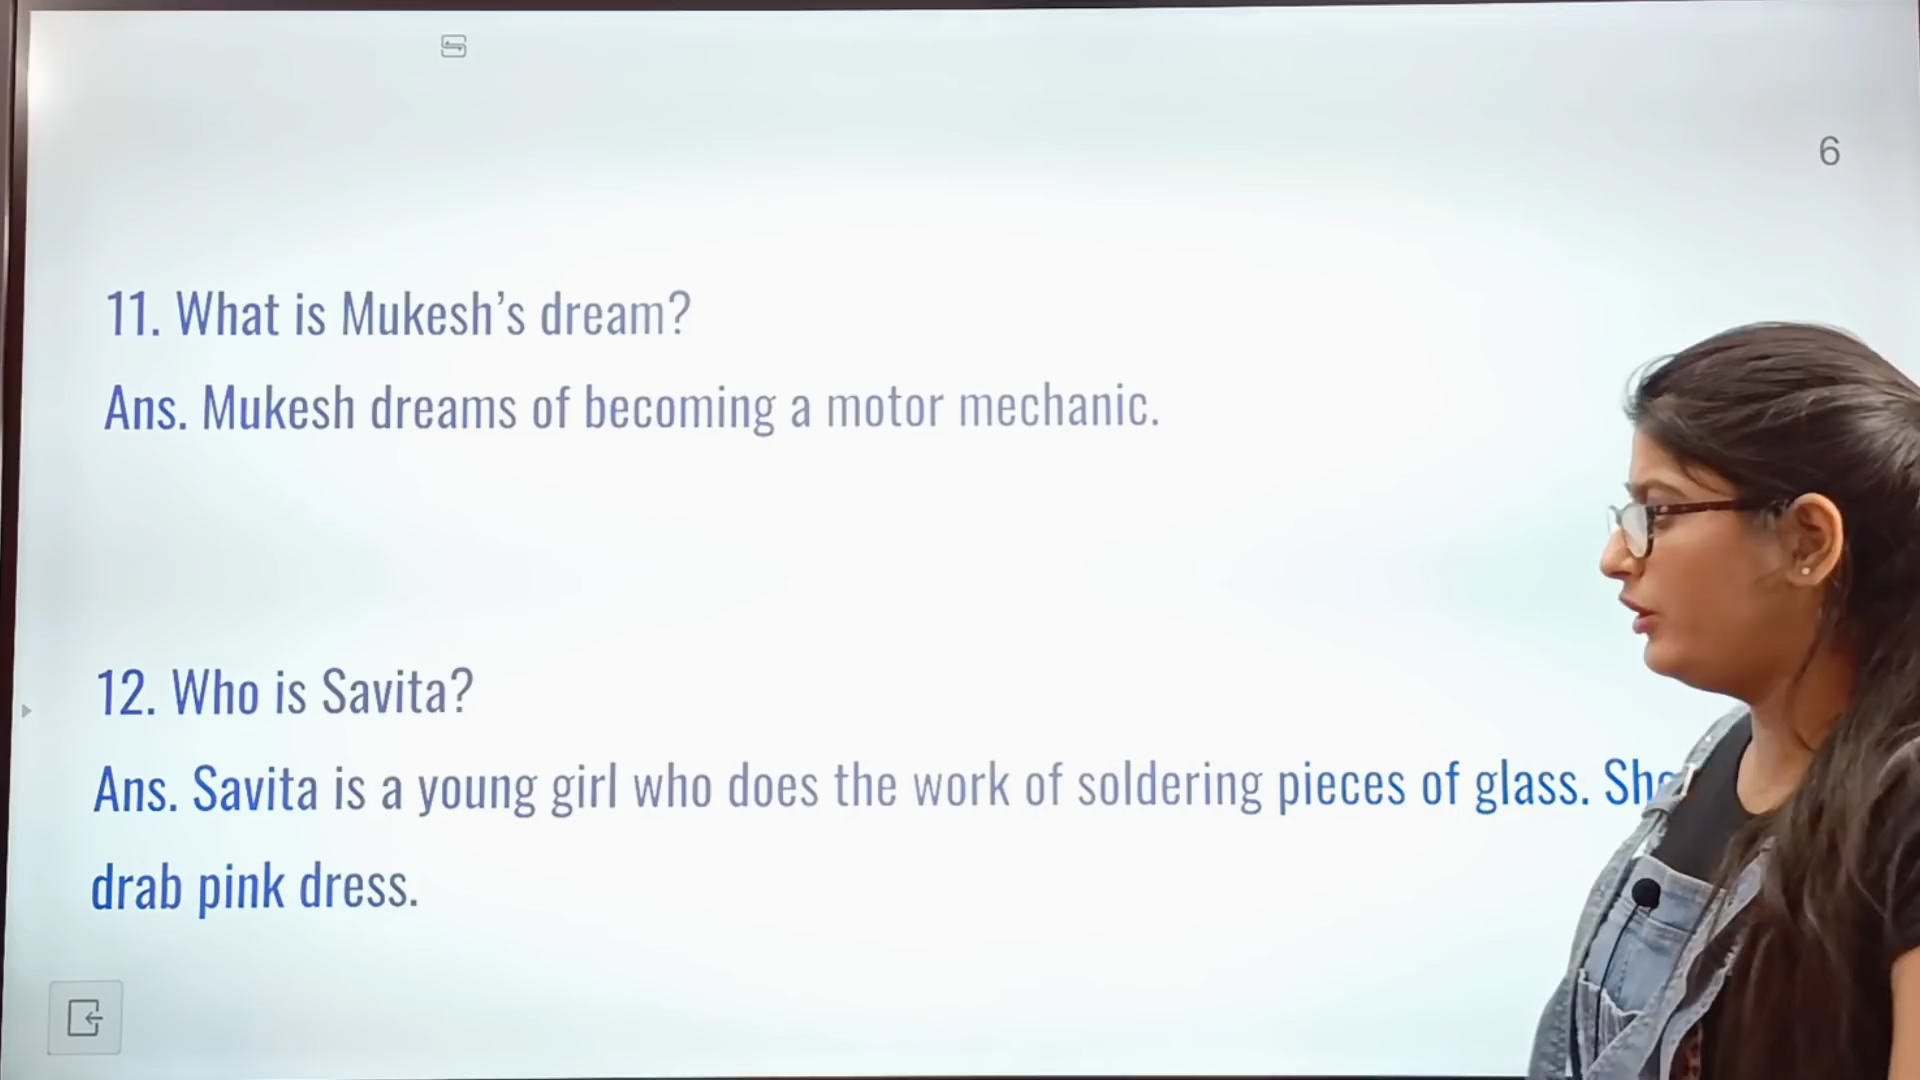 6
11. What is Mukesh’s dream?
Ans. Mukesh dreams of becoming a motor mechanic.
12. Who is Savita?
Ans. Savita is a young girl who does the work of soldering pieces of glass.
drab pink dress.